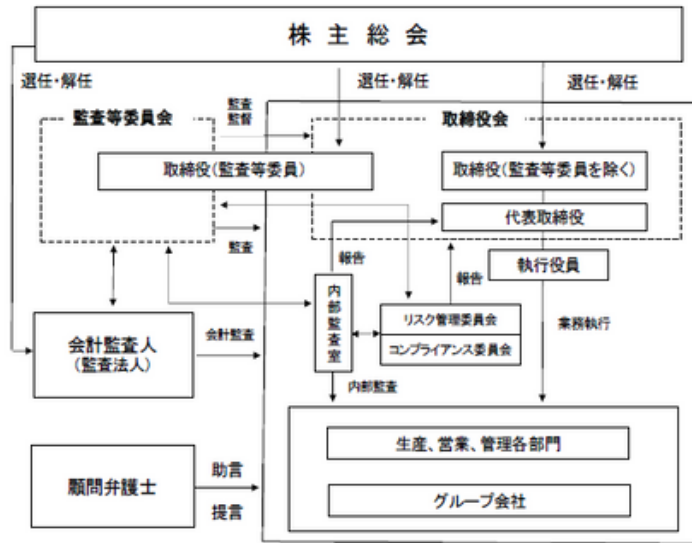 株主総会
選任・解任
選任・解任
選任・解任
監査等委員会
監査
監督
取締役会
取締役(監査等委員)
取締役(監査等委員を除く)
代表取締役
監査
報告
報告
執行役員
内部監査室
リスク管理委員会
コンプライアンス委員会
業務執行
会計監査人
(監査法人)
会計監査
内部監査
生産、営業、管理各部門
顧問弁護士
助言
提言
グループ会社